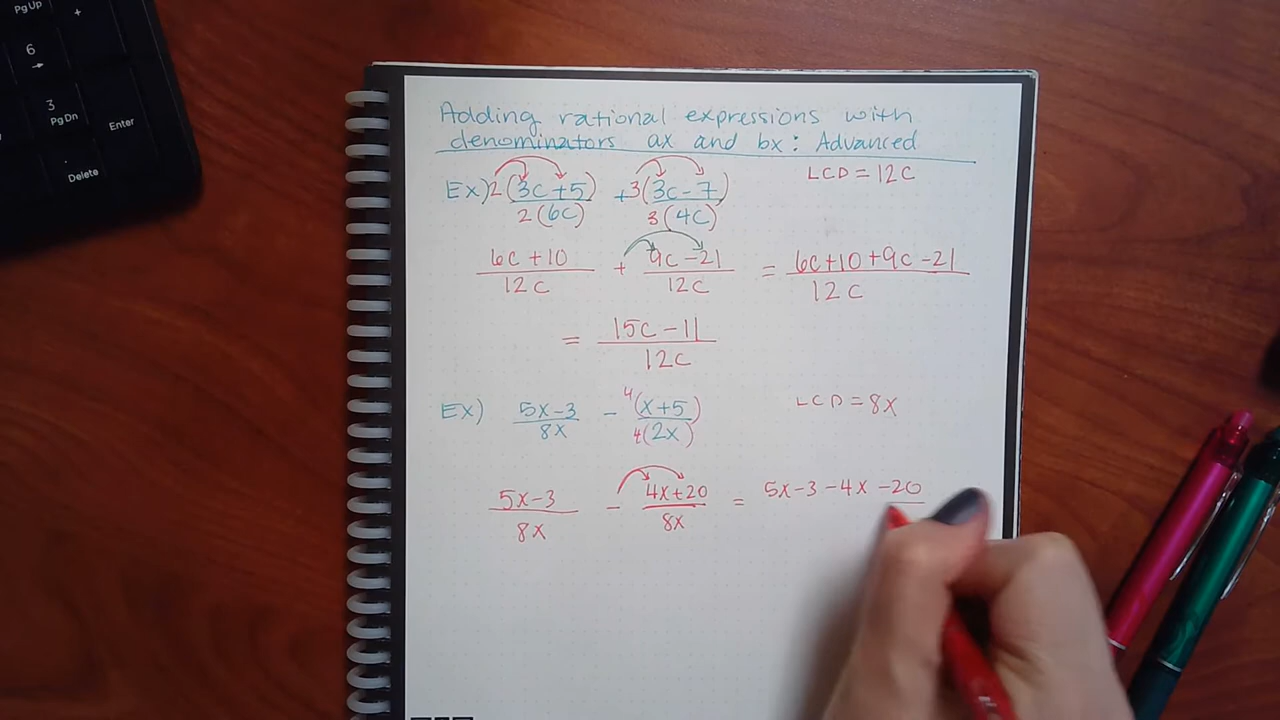 PgUp
+
6
→
3
PgDn
Enter
.
Delete
Adding rational expressions with
denominators ax and bx: Advanced
LCD = 12C
Ex) 2(3c+5) + 3(3c-7)
2(6c) 3(4c)
6c + 10 + 9c - 21 = 6c+10+9c-21
12c 12c 12c
= 15c - 11
12c
Ex) 5x-3 - 4(x+5) LCD = 8x
8x 4(2x)
5x-3 - 4x+20 = 5x-3-4x-20
8x 8x